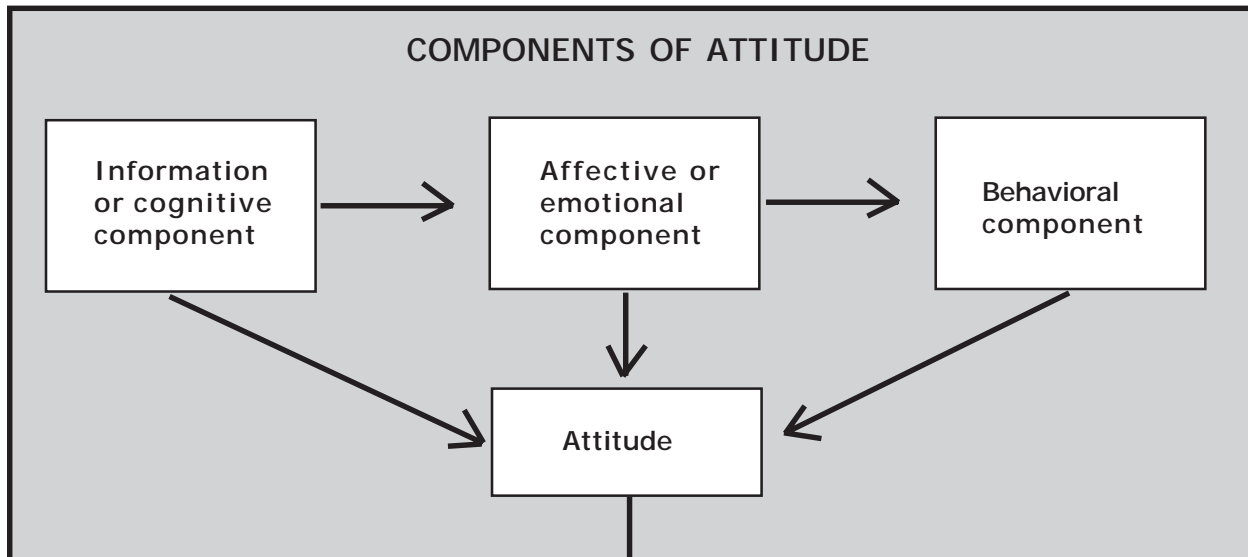 COMPONENTS OF ATTITUDE
Information
or cognitive
component
Affective or
emotional
component
Behavioral
component
Attitude